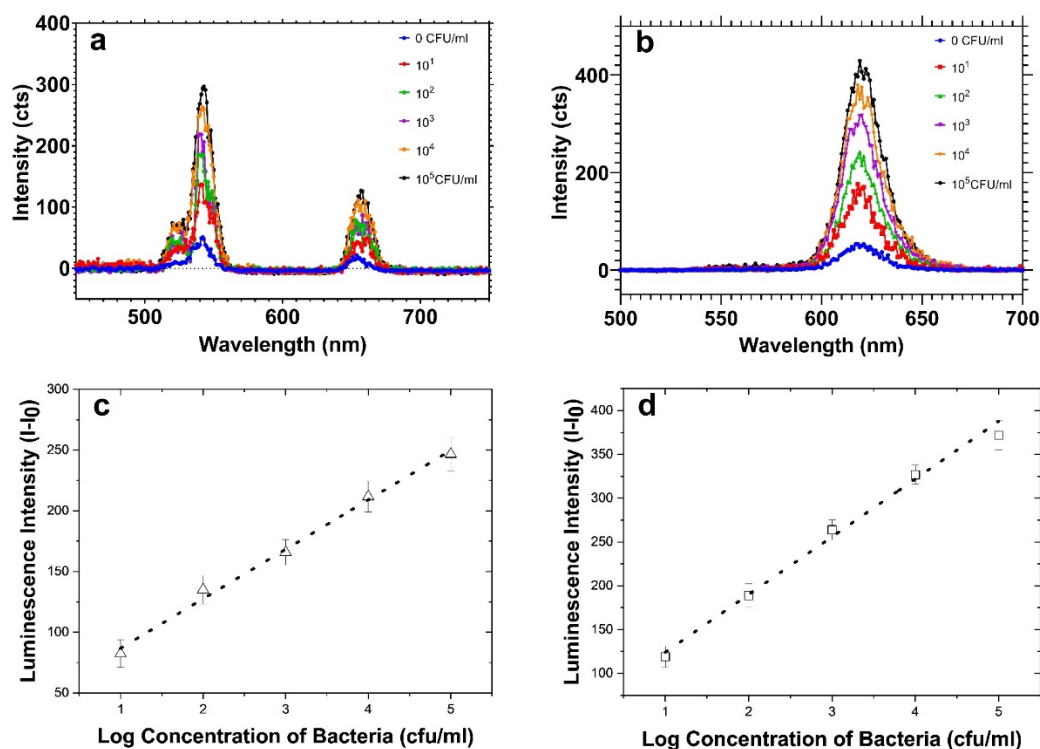 a
400
300
200
100
0
Intensity (cts)
500
600
700
Wavelength (nm)
0 CFU/ml
10¹
10²
10³
10⁴
10⁵CFU/ml
b
400
200
0
Intensity (cts)
500
550
600
650
700
Wavelength (nm)
0 CFU/ml
10¹
10²
10³
10⁴
10⁵CFU/ml
c
300
250
200
150
100
50
Luminescence Intensity (I-I0)
1
2
3
4
5
Log Concentration of Bacteria (cfu/ml)
d
400
350
300
250
200
150
100
Luminescence Intensity (I-I0)
1
2
3
4
5
Log Concentration of Bacteria (cfu/ml)